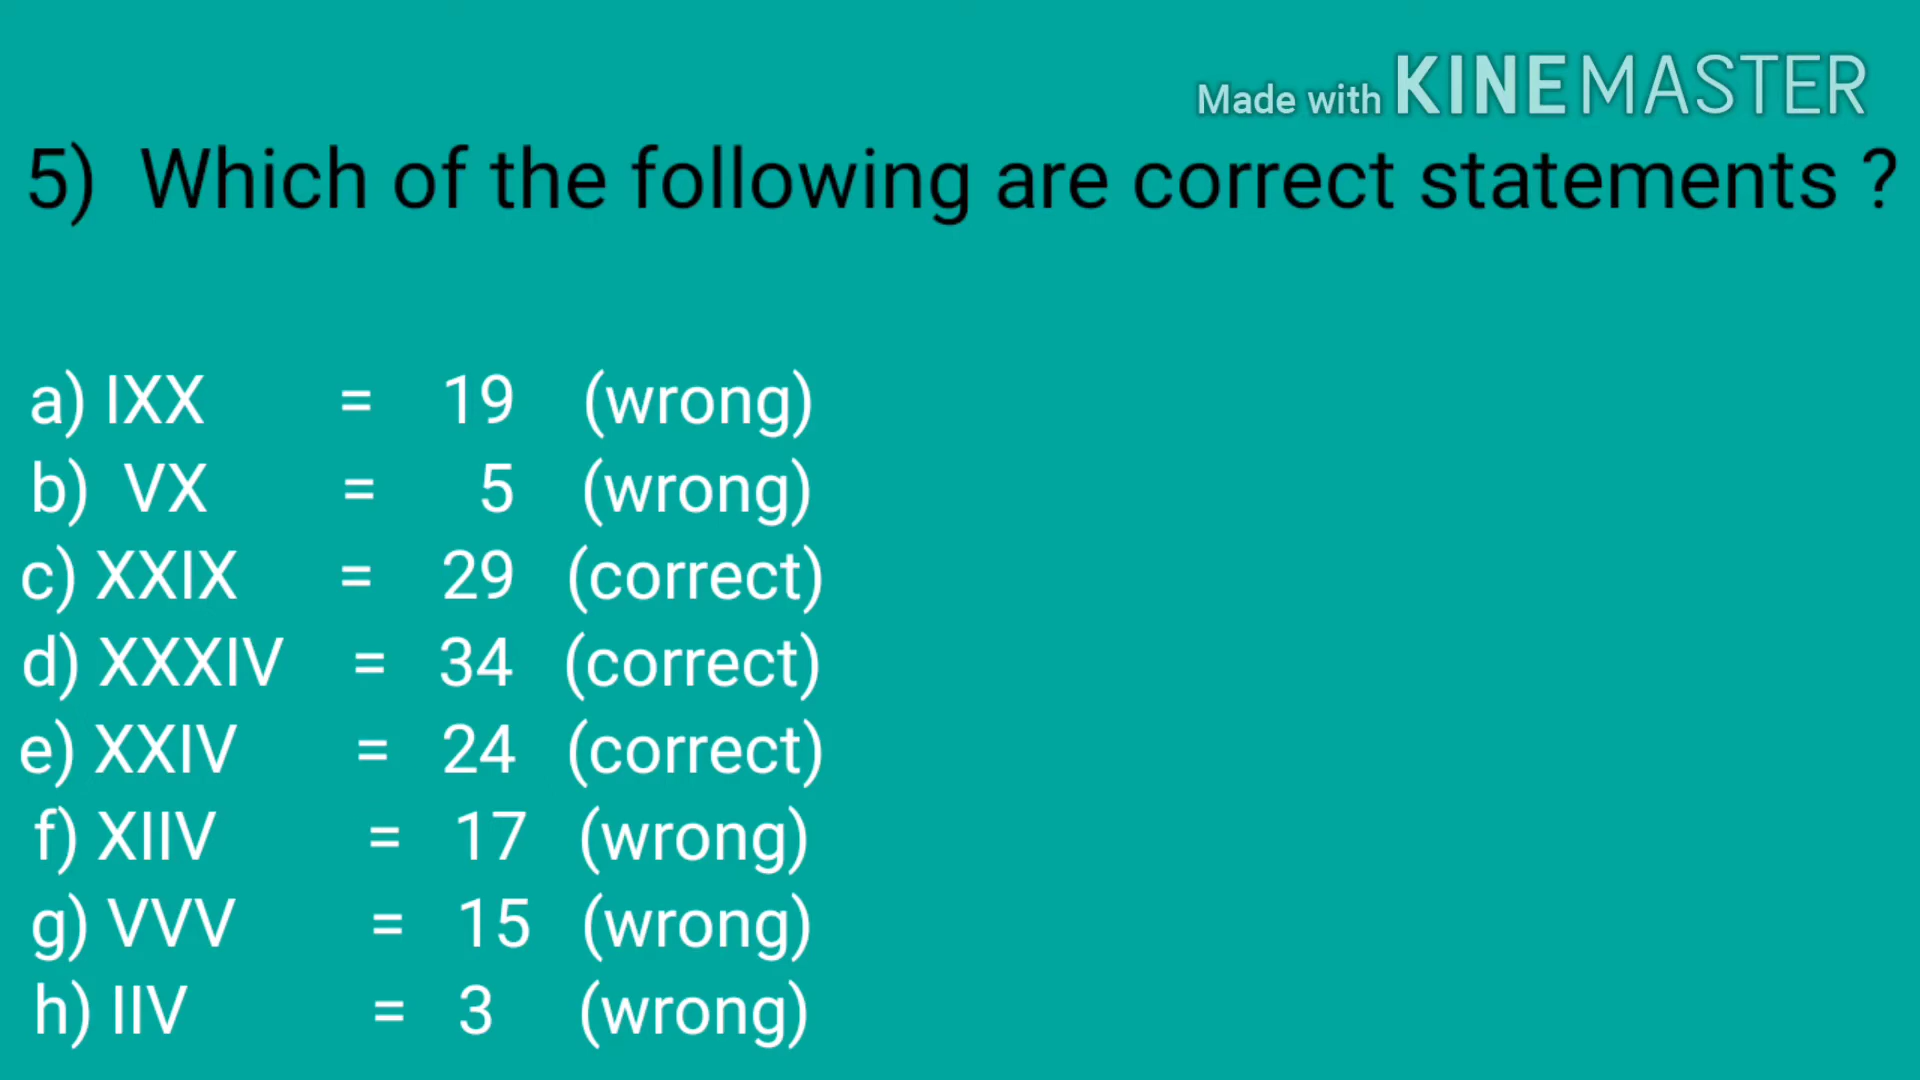 Made with KINEMASTER
5) Which of the following are correct statements ?
a) IXX = 19 (wrong)
b) VX = 5 (wrong)
c) XXIX = 29 (correct)
d) XXXIV = 34 (correct)
e) XXIV = 24 (correct)
f) XIIV = 17 (wrong)
g) VVV = 15 (wrong)
h) IIV = 3 (wrong)